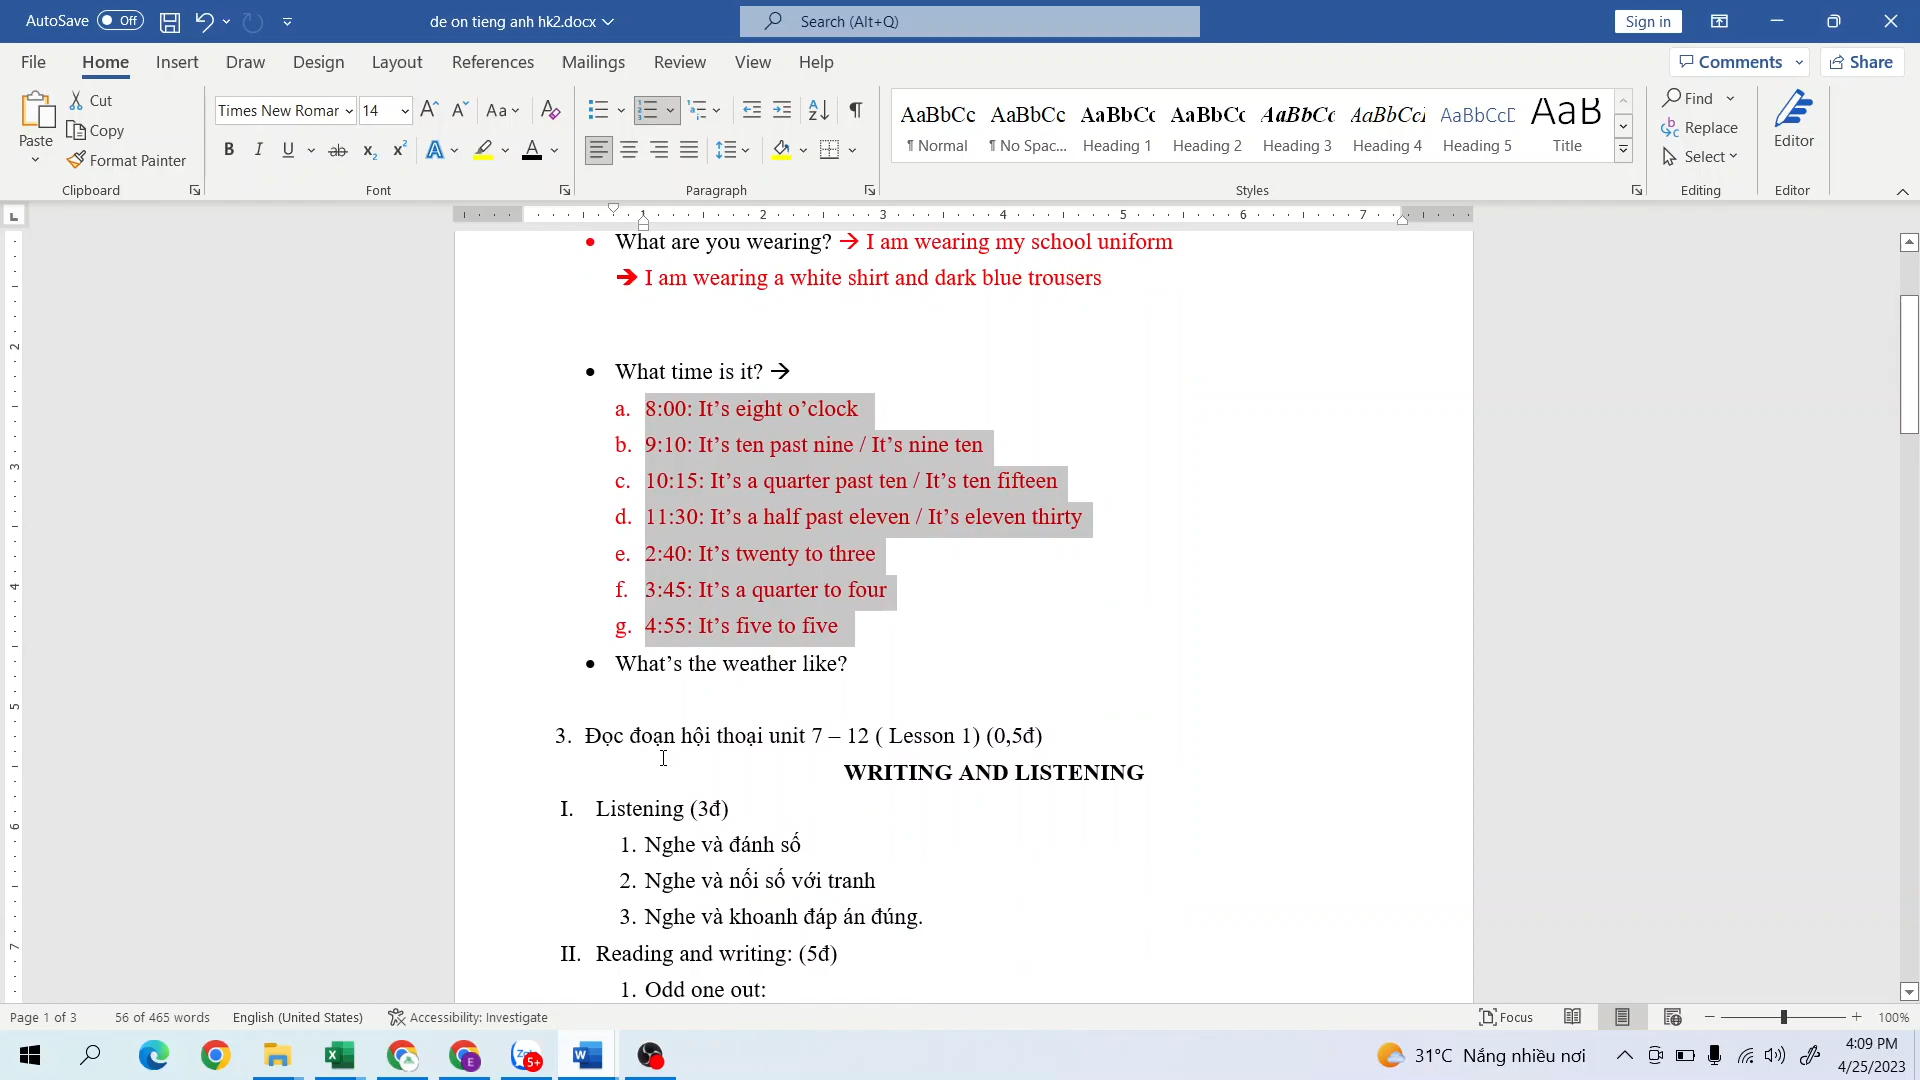 AutoSave Off de on tieng anh hk2.docx Search (Alt+Q) Sign in
File Home Insert Draw Design Layout References Mailings Review View Help Comments Share
Paste Cut Copy Format Painter
Times New Romar 14
AaBbCc AaBbCc AaBbCc AaBbCc AaBbCc AaBbCcI AaBbCcD AaB
¶ Normal ¶ No Spac... Heading 1 Heading 2 Heading 3 Heading 4 Heading 5 Title
Find Replace Select Editor
Clipboard Font Paragraph Styles Editing Editor
1 2 3 4 5 6 7
• What are you wearing? → I am wearing my school uniform
➔ I am wearing a white shirt and dark blue trousers
• What time is it? →
a. 8:00: It’s eight o’clock
b. 9:10: It’s ten past nine / It’s nine ten
c. 10:15: It’s a quarter past ten / It’s ten fifteen
d. 11:30: It’s a half past eleven / It’s eleven thirty
e. 2:40: It’s twenty to three
f. 3:45: It’s a quarter to four
g. 4:55: It’s five to five
• What’s the weather like?
3. Đọc đoạn hội thoại unit 7 – 12 ( Lesson 1) (0,5đ)
WRITING AND LISTENING
I. Listening (3đ)
1. Nghe và đánh số
2. Nghe và nối số với tranh
3. Nghe và khoanh đáp án đúng.
II. Reading and writing: (5đ)
1. Odd one out:
Page 1 of 3 56 of 465 words English (United States) Accessibility: Investigate Focus 100%
31°C Nắng nhiều nơi 4:09 PM
4/25/2023